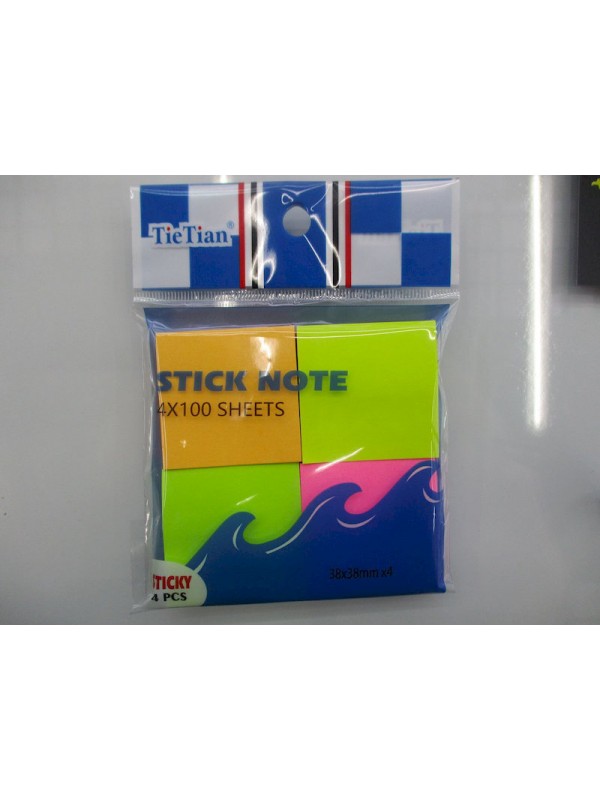 TieTian®
STICK NOTE
4X100 SHEETS
38x38mm x4
STICKY
4 PCS